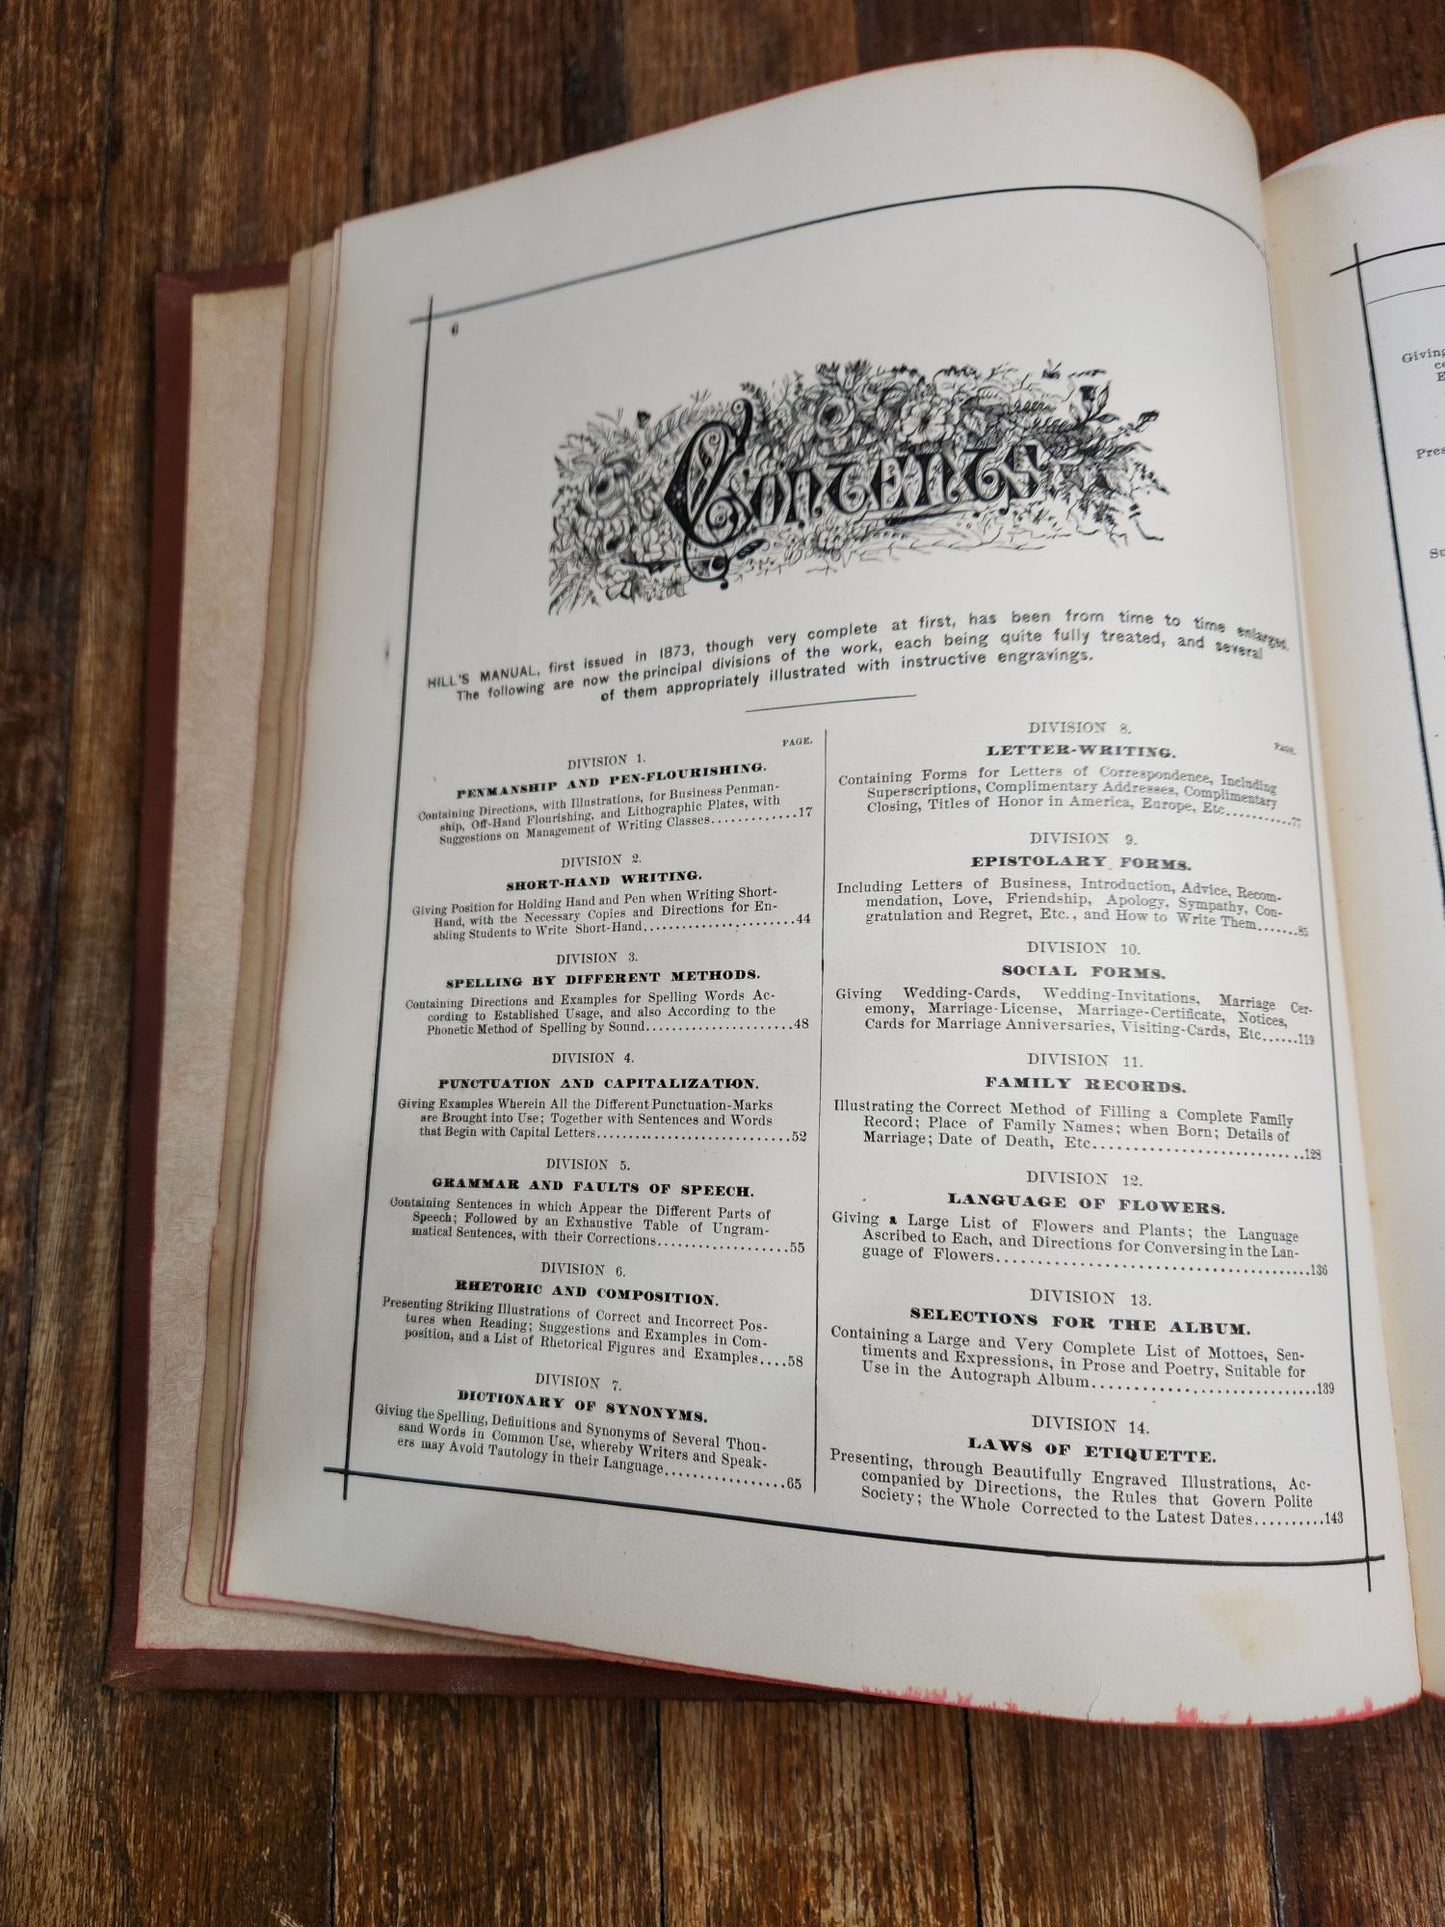 6
Contents
HILL'S MANUAL, first issued in 1873, though very complete at first, has been from time to time enlarged.
The following are now the principal divisions of the work, each being quite fully treated, and several
of them appropriately illustrated with instructive engravings.
PAGE.
DIVISION 1.
PENMANSHIP AND PEN-FLOURISHING.
Containing Directions, with Illustrations, for Business Penman-
ship, Off-Hand Flourishing, and Lithographic Plates, with
Suggestions on Management of Writing Classes.............17
DIVISION 2.
SHORT-HAND WRITING.
Giving Position for Holding Hand and Pen when Writing Short-
Hand, with the Necessary Copies and Directions for En-
abling Students to Write Short-Hand........................44
DIVISION 3.
SPELLING BY DIFFERENT METHODS.
Containing Directions and Examples for Spelling Words Ac-
cording to Established Usage, and also According to the
Phonetic Method of Spelling by Sound.......................48
DIVISION 4.
PUNCTUATION AND CAPITALIZATION.
Giving Examples Wherein All the Different Punctuation-Marks
are Brought into Use; Together with Sentences and Words
that Begin with Capital Letters..............................52
DIVISION 5.
GRAMMAR AND FAULTS OF SPEECH.
Containing Sentences in which Appear the Different Parts of
Speech; Followed by an Exhaustive Table of Ungram-
matical Sentences, with their Corrections....................55
DIVISION 6.
RHETORIC AND COMPOSITION.
Presenting Striking Illustrations of Correct and Incorrect Pos-
tures when Reading; Suggestions and Examples in Com-
position, and a List of Rhetorical Figures and Examples....58
DIVISION 7.
DICTIONARY OF SYNONYMS.
Giving the Spelling, Definitions and Synonyms of Several Thou-
sand Words in Common Use, whereby Writers and Speak-
ers may Avoid Tautology in their Language..................65
DIVISION 8.
PAGE.
LETTER-WRITING.
Containing Forms for Letters of Correspondence, Including
Superscriptions, Complimentary Addresses, Complimentary
Closing, Titles of Honor in America, Europe, Etc...........77
DIVISION 9.
EPISTOLARY FORMS.
Including Letters of Business, Introduction, Advice, Recom-
mendation, Love, Friendship, Apology, Sympathy, Con-
gratulation and Regret, Etc., and How to Write Them.......85
DIVISION 10.
SOCIAL FORMS.
Giving Wedding-Cards, Wedding-Invitations, Marriage Cer-
emony, Marriage-License, Marriage-Certificate, Notices,
Cards for Marriage Anniversaries, Visiting-Cards, Etc......119
DIVISION 11.
FAMILY RECORDS.
Illustrating the Correct Method of Filling a Complete Family
Record; Place of Family Names; when Born; Details of
Marriage; Date of Death, Etc................................128
DIVISION 12.
LANGUAGE OF FLOWERS.
Giving a Large List of Flowers and Plants; the Language
Ascribed to Each, and Directions for Conversing in the Lan-
guage of Flowers.............................................136
DIVISION 13.
SELECTIONS FOR THE ALBUM.
Containing a Large and Very Complete List of Mottoes, Sen-
timents and Expressions, in Prose and Poetry, Suitable for
Use in the Autograph Album................................139
DIVISION 14.
LAWS OF ETIQUETTE.
Presenting, through Beautifully Engraved Illustrations, Ac-
companied by Directions, the Rules that Govern Polite
Society; the Whole Corrected to the Latest Dates..........143
Giving